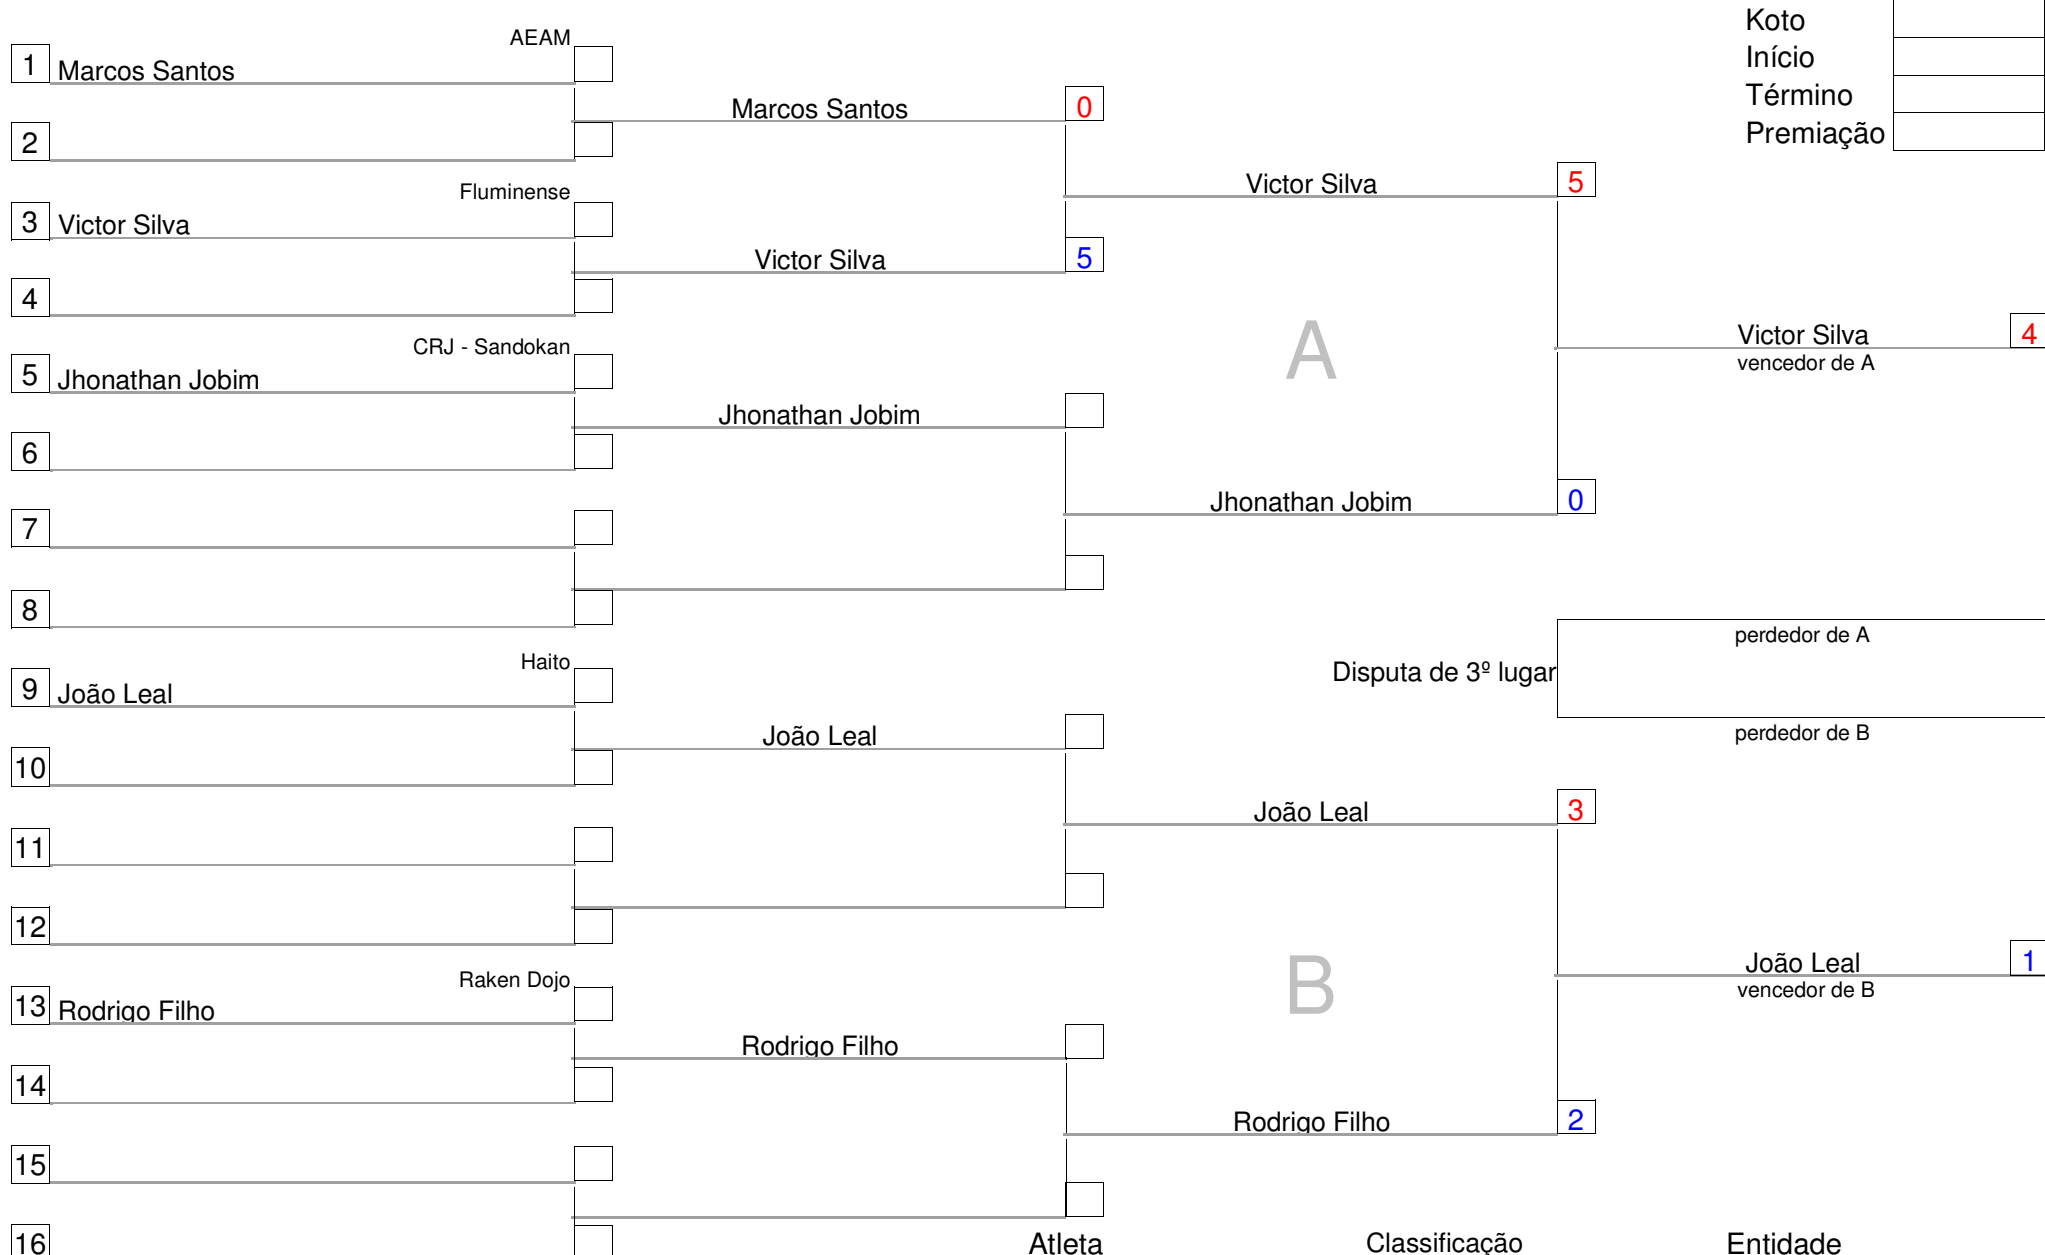 Koto
Início
Término
Premiação
AEAM
1 Marcos Santos
Marcos Santos 0
2
Victor Silva 5
Fluminense
3 Victor Silva
Victor Silva 5
4
A
Victor Silva 4
vencedor de A
CRJ - Sandokan
5 Jhonathan Jobim
Jhonathan Jobim
6
Jhonathan Jobim 0
7
8
perdedor de A
Disputa de 3º lugar
perdedor de B
Haito
9 João Leal
João Leal
10
João Leal 3
11
12
João Leal 1
vencedor de B
B
Raken Dojo
13 Rodrigo Filho
Rodrigo Filho
14
Rodrigo Filho 2
15
16
Atleta Classificação Entidade